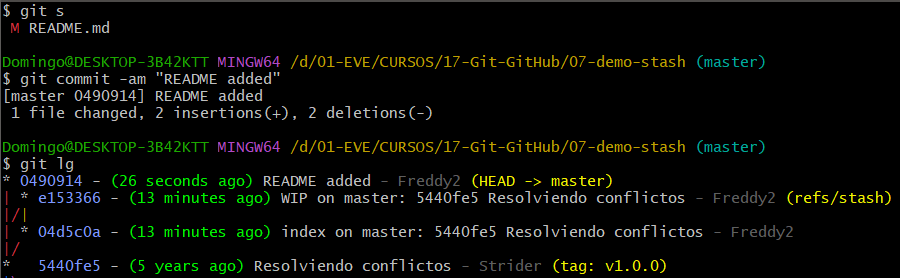 $ git s
 M README.md

Domingo@DESKTOP-3B42KTT MINGW64 /d/01-EVE/CURSOS/17-Git-GitHub/07-demo-stash (master)
$ git commit -am "README added"
[master 0490914] README added
 1 file changed, 2 insertions(+), 2 deletions(-)

Domingo@DESKTOP-3B42KTT MINGW64 /d/01-EVE/CURSOS/17-Git-GitHub/07-demo-stash (master)
$ git lg
* 0490914 - (26 seconds ago) README added - Freddy2 (HEAD -> master)
| * e153366 - (13 minutes ago) WIP on master: 5440fe5 Resolviendo conflictos - Freddy2 (refs/stash)
|/|
| * 04d5c0a - (13 minutes ago) index on master: 5440fe5 Resolviendo conflictos - Freddy2
|/
*   5440fe5 - (5 years ago) Resolviendo conflictos - Strider (tag: v1.0.0)